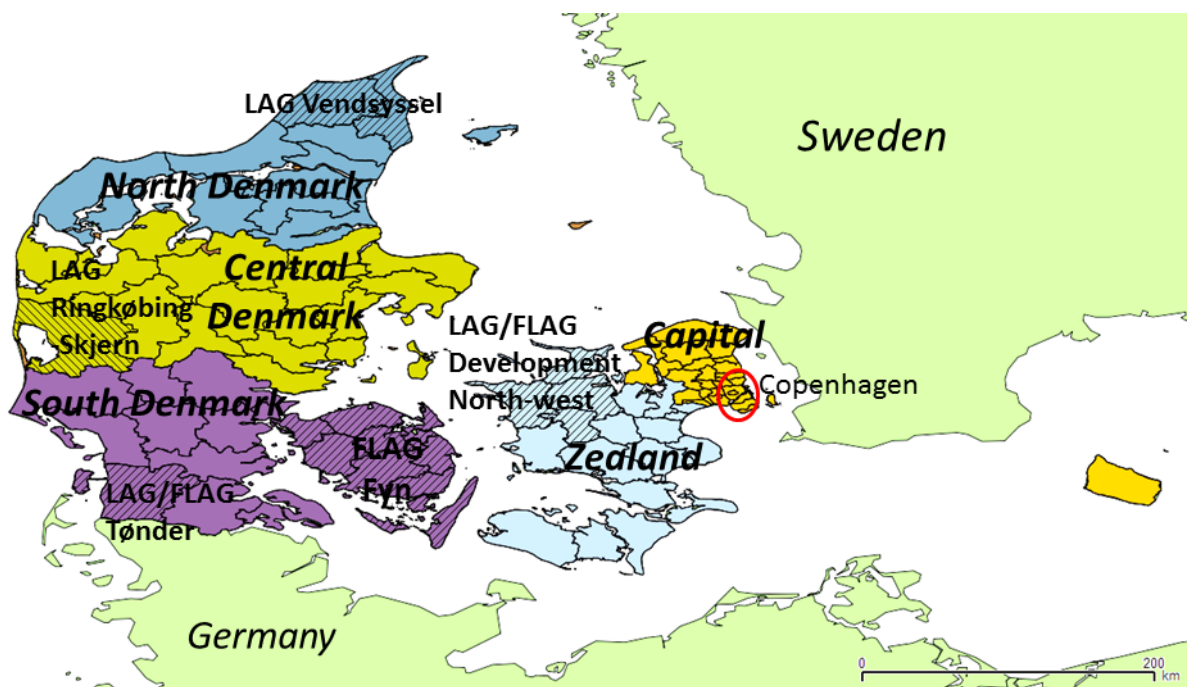 LAG Vendsyssel
Sweden
North Denmark
LAG
Ringkøbing
Skjern
Central
Denmark
LAG/FLAG
Development
North-west
Capital
Copenhagen
South Denmark
FLAG
Fyn
Zealand
LAG/FLAG
Tønder
Germany
0
200
km